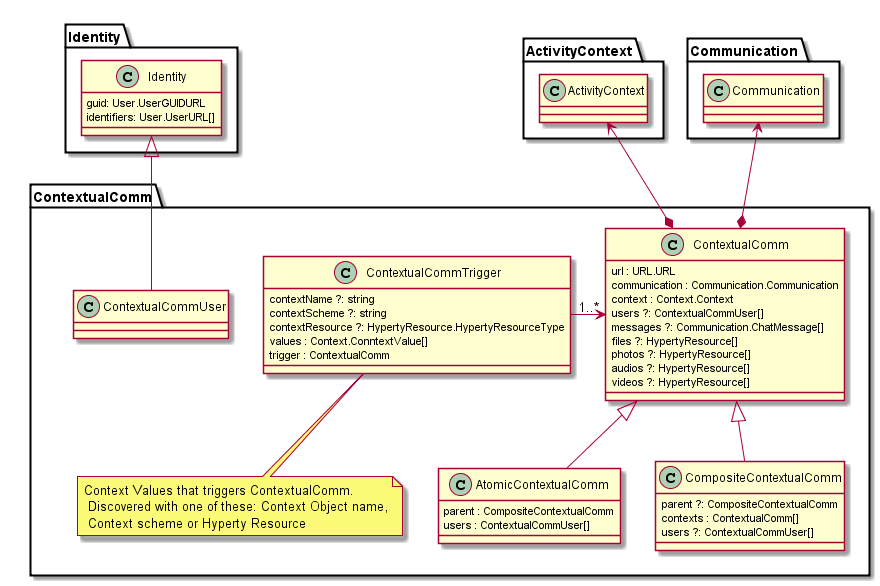 Identity
C Identity
guid: User.UserGUIDURL
identifiers: User.UserURL[]
ActivityContext
C ActivityContext
Communication
C Communication
ContextualComm
C ContextualCommUser
C ContextualCommTrigger
contextName ?: string
contextScheme ?: string
contextResource ?: HypertyResource.HypertyResourceType
values : Context.ConntextValue[]
trigger : ContextualComm
1..*
C ContextualComm
url : URL.URL
communication : Communication.Communication
context : Context.Context
users ?: ContextualCommUser[]
messages ?: Communication.ChatMessage[]
files ?: HypertyResource[]
photos ?: HypertyResource[]
audios ?: HypertyResource[]
videos ?: HypertyResource[]
Context Values that triggers ContextualComm.
Discovered with one of these: Context Object name,
Context scheme or Hyperty Resource
C AtomicContextualComm
parent : CompositeContextualComm
users : ContextualCommUser[]
C CompositeContextualComm
parent ?: CompositeContextualComm
contexts : ContextualComm[]
users ?: ContextualCommUser[]